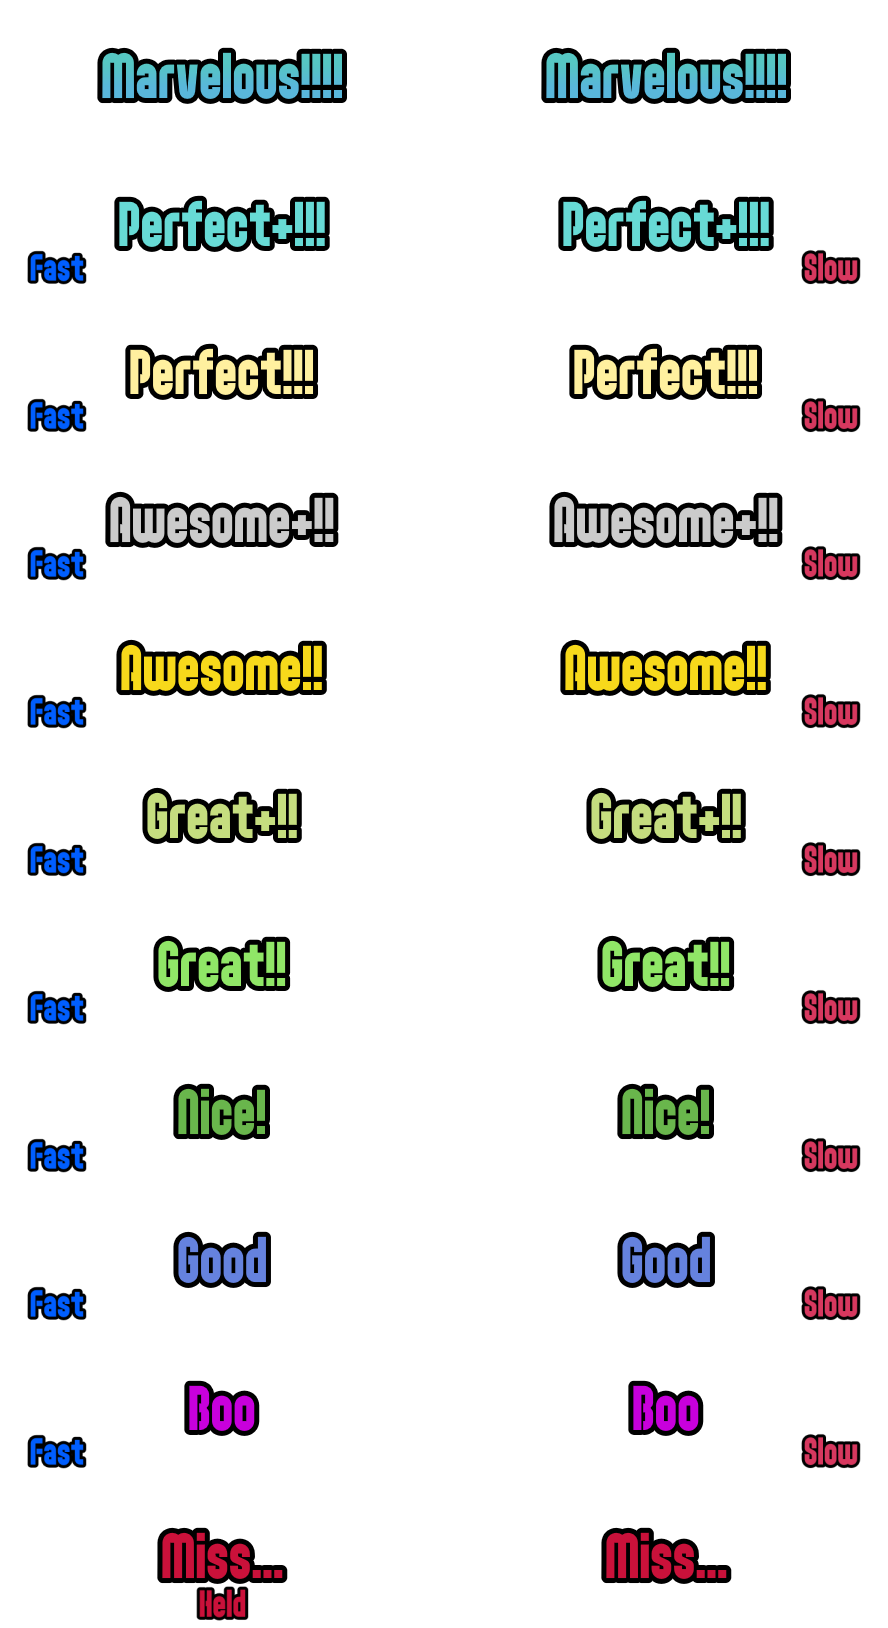 Marvelous!!!! Marvelous!!!!
Perfect+!!! Perfect+!!!
Fast Slow
Perfect!!! Perfect!!!
Fast Slow
Awesome+!! Awesome+!!
Fast Slow
Awesome!! Awesome!!
Fast Slow
Great+!! Great+!!
Fast Slow
Great!! Great!!
Fast Slow
Nice! Nice!
Fast Slow
Good Good
Fast Slow
Boo Boo
Fast Slow
Miss... Miss...
Held